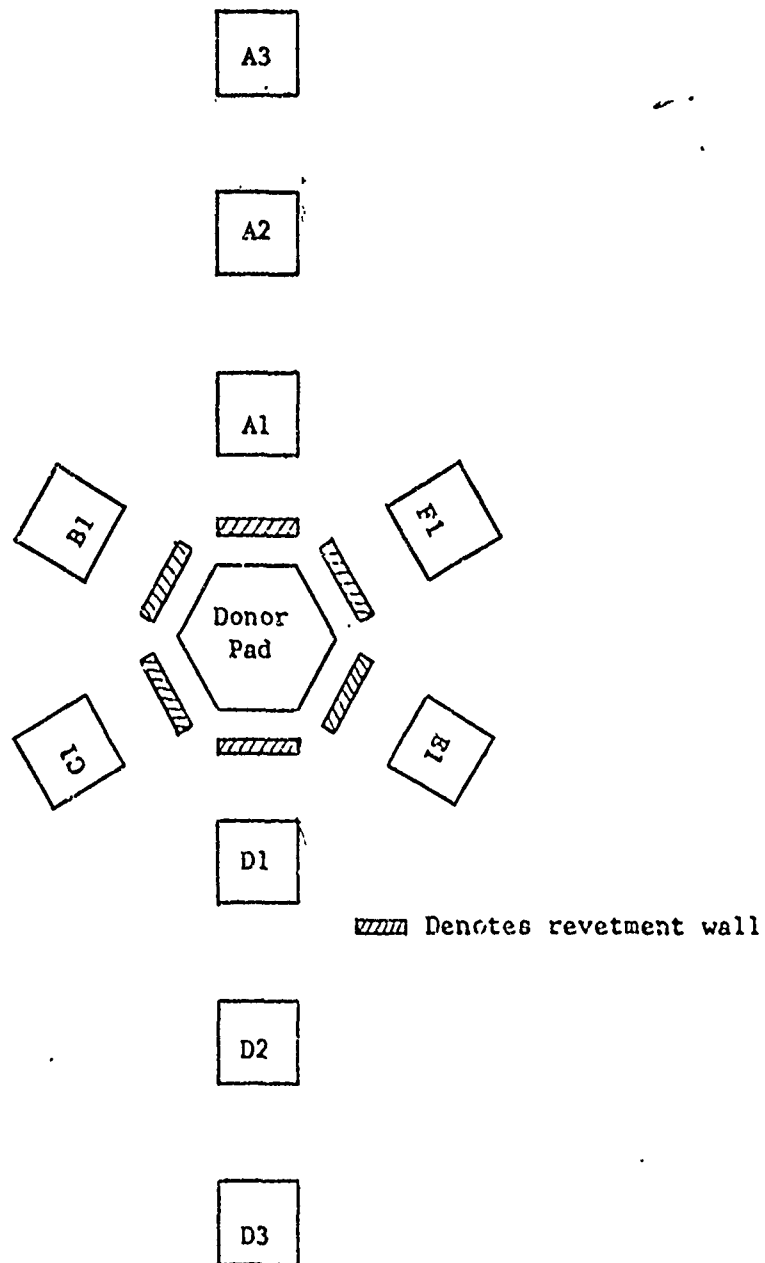 A3
A2
A1
B1
F1
Donor
Pad
C1
E1
D1
Denotes revetment wall
D2
D3